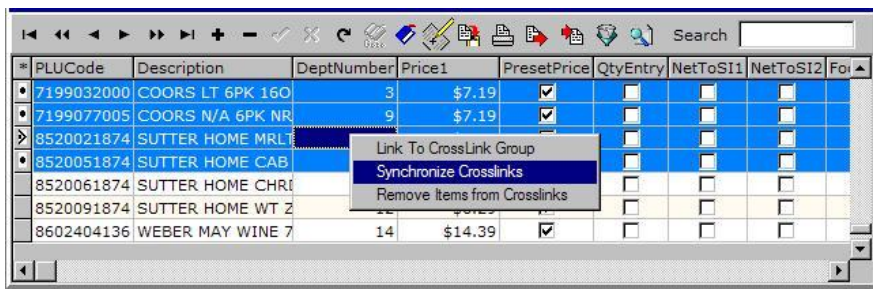 Search
* PLUCode Description DeptNumber Price1 PresetPrice QtyEntry NetToSI1 NetToSI2
7199032000 COORS LT 6PK 16O 3 $7.19
7199077005 COORS N/A 6PK NR 9 $7.19
8520021874 SUTTER HOME MRLT
Link To CrossLink Group
8520051874 SUTTER HOME CAB
Synchronize Crosslinks
8520061874 SUTTER HOME CHRD
Remove Items from Crosslinks
8520091874 SUTTER HOME WT Z
8602404136 WEBER MAY WINE 7 14 $14.39